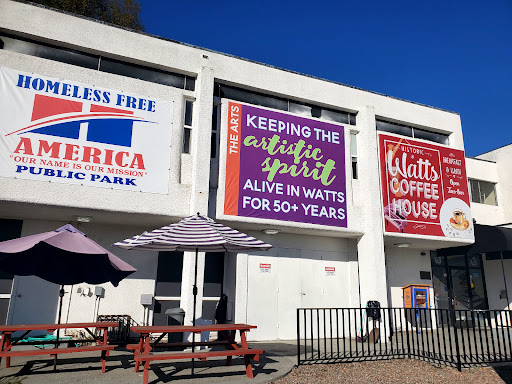 HOMELESS FREE
AMERICA
"OUR NAME IS OUR MISSION"
PUBLIC PARK
THE ARTS
KEEPING THE
artistic
spirit
ALIVE IN WATTS
FOR 50+ YEARS
HISTORIC
Watts
COFFEE
HOUSE
BREAKFAST
& LUNCH
Open